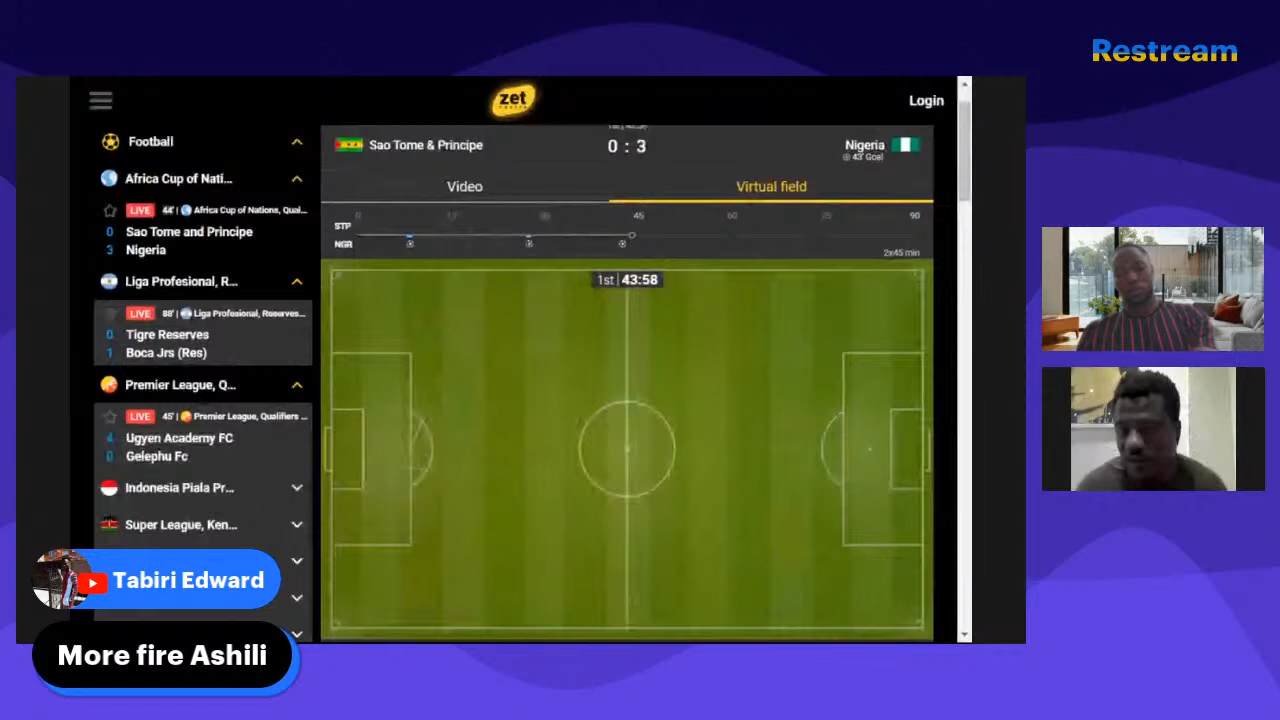 Restream
zet
Login
Football
Africa Cup of Nati...
LIVE 44' | Africa Cup of Nations, Qual...
0 Sao Tome and Principe
3 Nigeria
Liga Profesional, R...
LIVE 88' | Liga Profesional, Reserves...
0 Tigre Reserves
1 Boca Jrs (Res)
Premier League, Q...
LIVE 45' | Premier League, Qualifiers ...
4 Ugyen Academy FC
0 Gelephu Fc
Indonesia Piala Pr...
Super League, Ken...
Sao Tome & Principe
0 : 3
Nigeria
43' Goal
Video
Virtual field
0 15 30 45 60 75 90
STP
NGR
2x45 min
1st | 43:58
Tabiri Edward
More fire Ashili